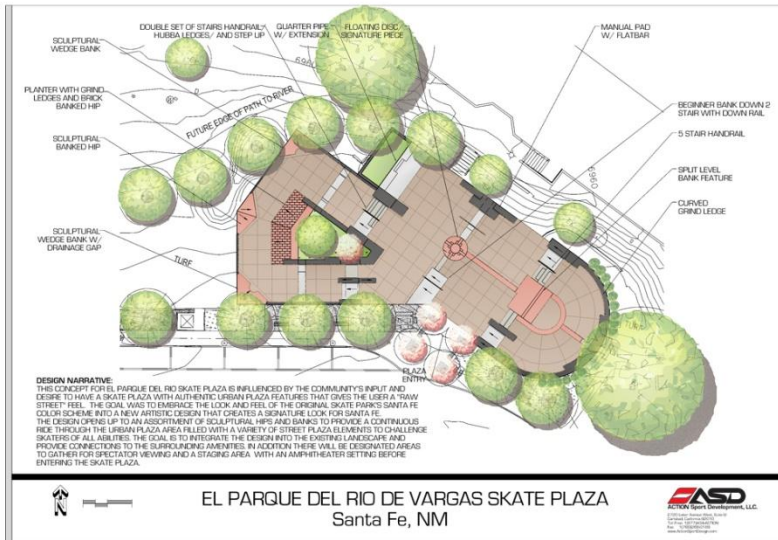 DOUBLE SET OF STAIRS HANDRAIL,
HUBBA LEDGES/ AND STEP UP
QUARTER PIPE
W/ EXTENSION
FLOATING DISC
SIGNATURE PIECE
MANUAL PAD
W/ FLATBAR
SCULPTURAL
WEDGE BANK
PLANTER WITH GRIND
LEDGES AND BRICK
BANKED HIP
SCULPTURAL
BANKED HIP
SCULPTURAL
WEDGE BANK W/
DRAINAGE GAP
BEGINNER BANK DOWN 2
STAIR WITH DOWN RAIL
5 STAIR HANDRAIL
SPLIT LEVEL
BANK FEATURE
CURVED
GRIND LEDGE
FUTURE EDGE OF PATH TO RIVER
6960
TURF
PLAZA
ENTRY
DESIGN NARRATIVE:
THIS CONCEPT FOR EL PARQUE DEL RIO SKATE PLAZA IS INFLUENCED BY THE COMMUNITY'S INPUT AND
DESIRE TO HAVE A SKATE PLAZA WITH AUTHENTIC URBAN PLAZA FEATURES THAT GIVES THE USER A "RAW
STREET" FEEL. THE GOAL WAS TO EMBRACE THE LOOK AND FEEL OF THE ORIGINAL SKATE PARK'S SANTA FE
COLOR SCHEME INTO A NEW ARTISTIC DESIGN THAT CREATES A SIGNATURE LOOK FOR SANTA FE.
THE DESIGN OPENS UP TO AN ASSORTMENT OF SCULPTURAL HIPS AND BANKS TO PROVIDE A CONTINUOUS
RIDE THROUGH THE URBAN PLAZA AREA FILLED WITH A VARIETY OF STREET PLAZA ELEMENTS TO CHALLENGE
SKATERS OF ALL ABILITIES. THE GOAL IS TO INTEGRATE THE DESIGN INTO THE EXISTING LANDSCAPE AND
PROVIDE CONNECTIONS TO THE SURROUNDING AMENITIES. IN ADDITION THERE WILL BE DESIGNATED AREAS
TO GATHER FOR SPECTATOR VIEWING AND A STAGING AREA WITH AN AMPHITHEATER SETTING BEFORE
ENTERING THE SKATE PLAZA.
EL PARQUE DEL RIO DE VARGAS SKATE PLAZA
Santa Fe, NM
ASD
ACTION Sport Development, LLC.